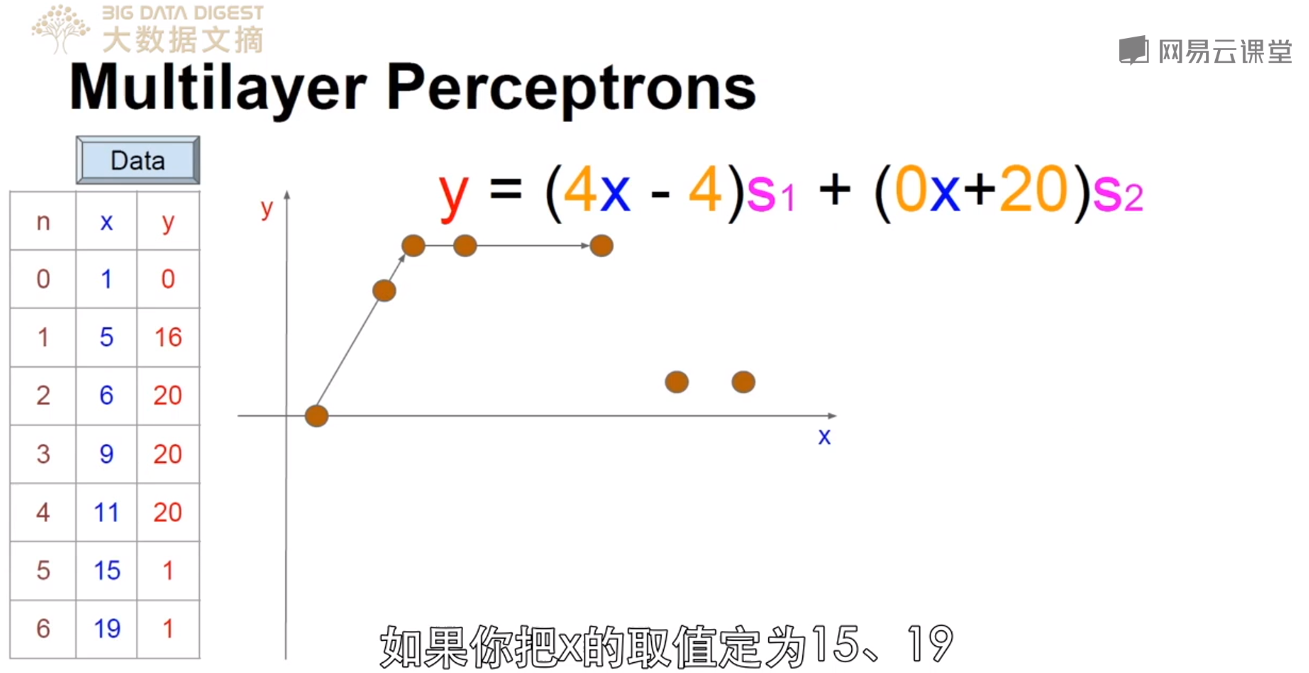 BIG DATA DIGEST
大数据文摘
网易云课堂
Multilayer Perceptrons
Data
y = (4x - 4)s1 + (0x+20)s2
n x y
0 1 0
1 5 16
2 6 20
3 9 20
4 11 20
5 15 1
6 19 1
y
x
如果你把x的取值定为15、19